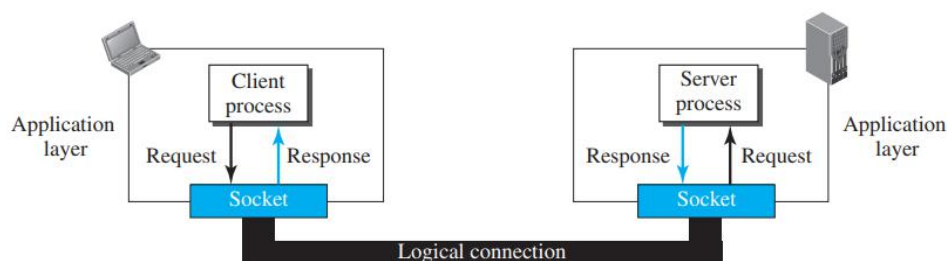 Client
process
Server
process
Application
layer
Request
Response
Response
Request
Application
layer
Socket
Socket
Logical connection